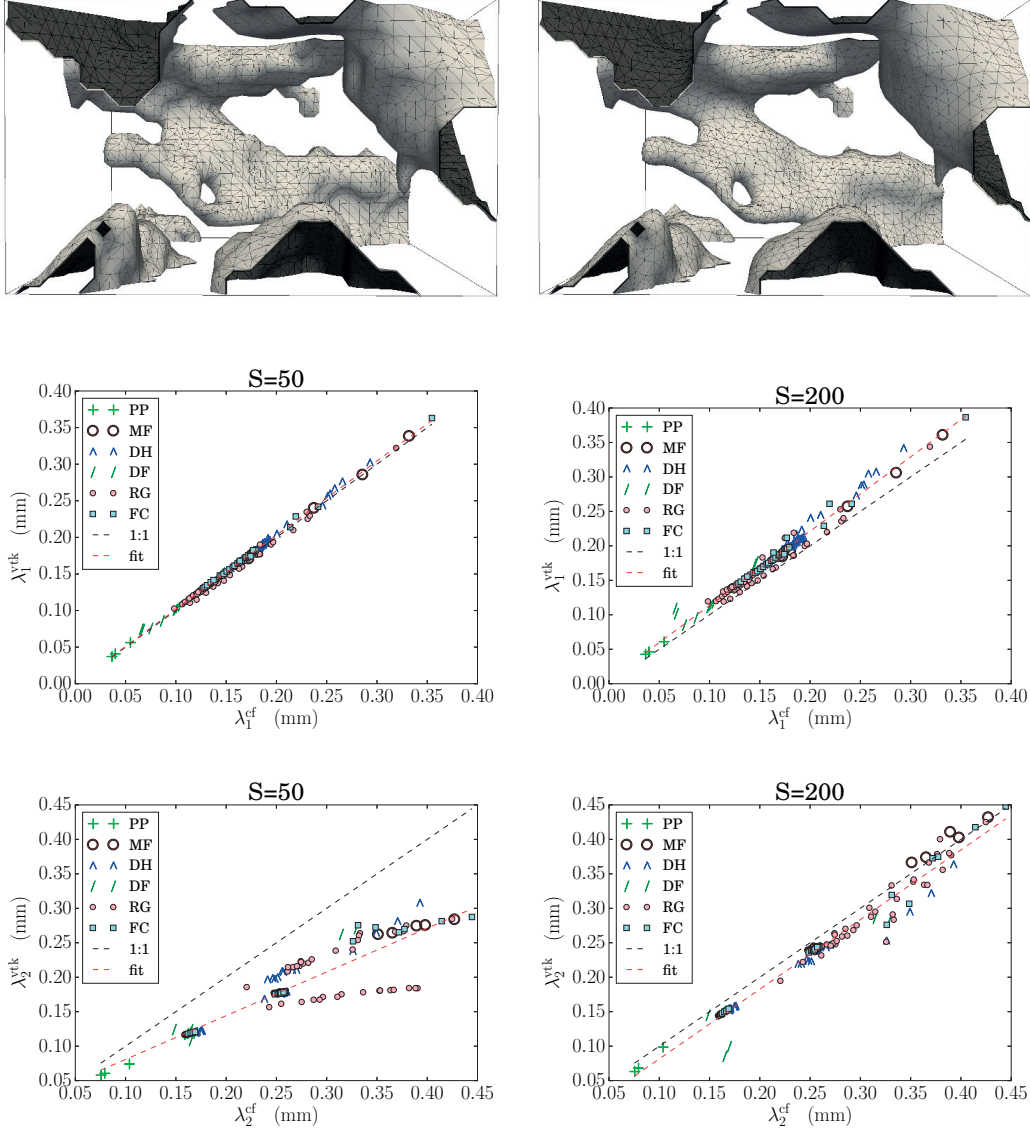 S=50
0.40
0.35
0.30
0.25
0.20
0.15
0.10
0.05
0.00
λ₁ᵛᵗᵏ (mm)
PP
MF
DH
DF
RG
FC
1:1
fit
0.00 0.05 0.10 0.15 0.20 0.25 0.30 0.35 0.40
λ₁ᶜᶠ (mm)
S=200
0.40
0.35
0.30
0.25
0.20
0.15
0.10
0.05
0.00
λ₁ᵛᵗᵏ (mm)
PP
MF
DH
DF
RG
FC
1:1
fit
0.00 0.05 0.10 0.15 0.20 0.25 0.30 0.35 0.40
λ₁ᶜᶠ (mm)
S=50
0.45
0.40
0.35
0.30
0.25
0.20
0.15
0.10
0.05
λ₂ᵛᵗᵏ (mm)
PP
MF
DH
DF
RG
FC
1:1
fit
0.05 0.10 0.15 0.20 0.25 0.30 0.35 0.40 0.45
λ₂ᶜᶠ (mm)
S=200
0.45
0.40
0.35
0.30
0.25
0.20
0.15
0.10
0.05
λ₂ᵛᵗᵏ (mm)
PP
MF
DH
DF
RG
FC
1:1
fit
0.05 0.10 0.15 0.20 0.25 0.30 0.35 0.40 0.45
λ₂ᶜᶠ (mm)